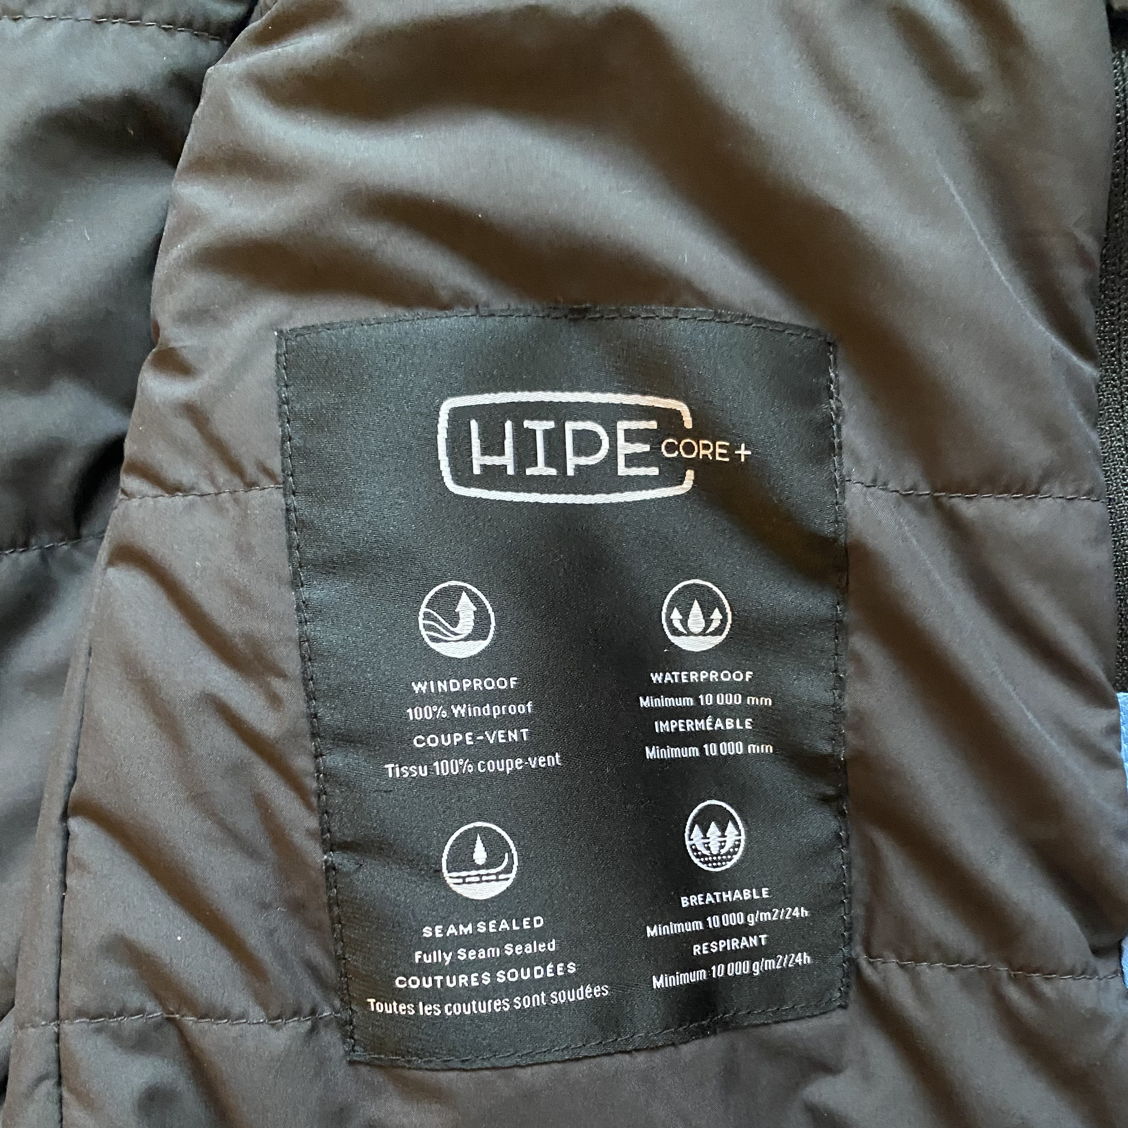 HIPE CORE+
WINDPROOF
100% Windproof
COUPE-VENT
Tissu 100% coupe-vent
WATERPROOF
Minimum 10 000 mm
IMPERMÉABLE
Minimum 10 000 mm
SEAM SEALED
Fully Seam Sealed
COUTURES SOUDÉES
Toutes les coutures sont soudées
BREATHABLE
Minimum 10 000 g/m2/24h
RESPIRANT
Minimum 10 000 g/m2/24h